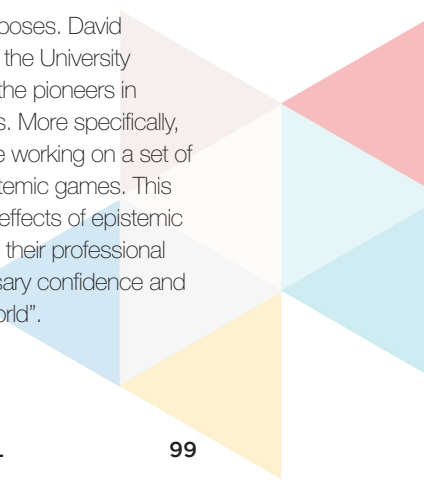 poses. David
the University
the pioneers in
s. More specifically,
e working on a set of
temic games. This
effects of epistemic
their professional
sary confidence and
orld”.
99